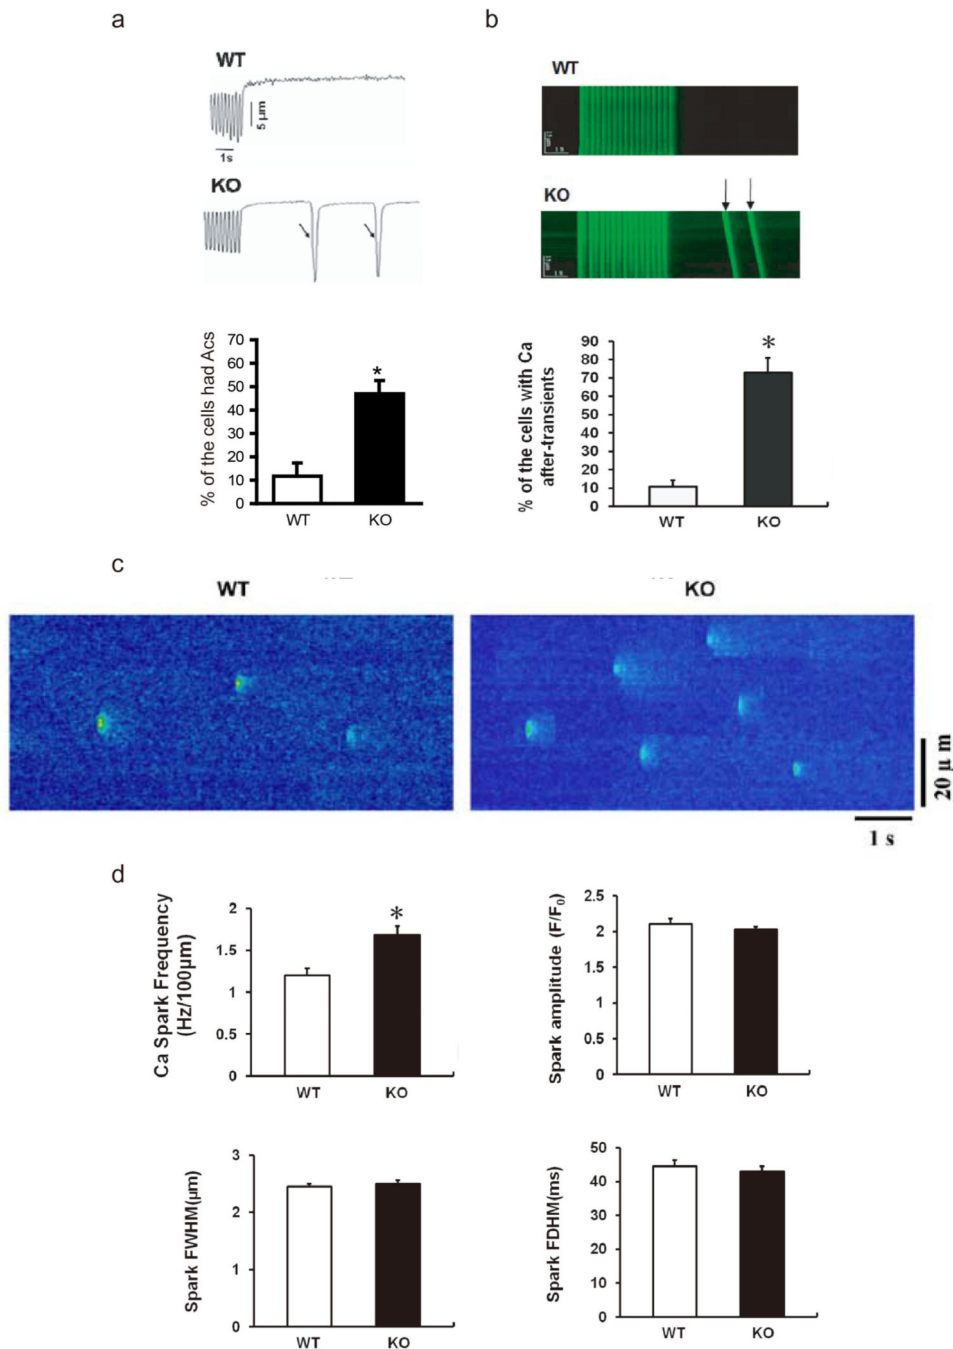 a
WT
5 μm
1s
KO
% of the cells had Acs
70
60
50
40
30
20
10
0
*
WT
KO
b
WT
1 s
KO
1 s
% of the cells with Ca
after-transients
90
80
70
60
50
40
30
20
10
0
*
WT
KO
c
WT
KO
20 μ m
1 s
d
Ca Spark Frequency
(Hz/100μm)
2
1.5
1
0.5
0
*
WT
KO
Spark amplitude (F/F₀)
2.5
2
1.5
1
0.5
0
WT
KO
Spark FWHM(μm)
3
2
1
0
WT
KO
Spark FDHM(ms)
50
40
30
20
10
0
WT
KO